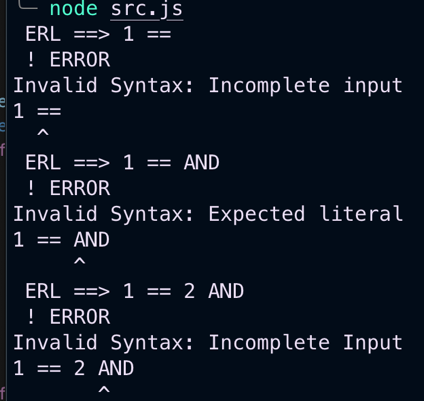 ╰─ node src.js
ERL ==> 1 ==
! ERROR
Invalid Syntax: Incomplete input
1 ==
  ^
ERL ==> 1 == AND
! ERROR
Invalid Syntax: Expected literal
1 == AND
     ^
ERL ==> 1 == 2 AND
! ERROR
Invalid Syntax: Incomplete Input
1 == 2 AND
       ^